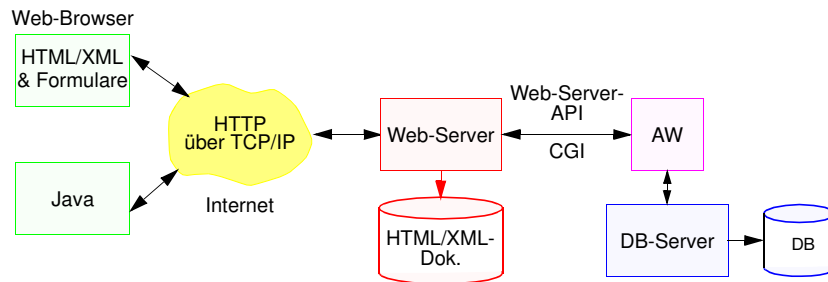 Web-Browser
HTML/XML
& Formulare
Java
HTTP
über TCP/IP
Internet
Web-Server
HTML/XML-
Dok.
Web-Server-
API
CGI
AW
DB-Server
DB